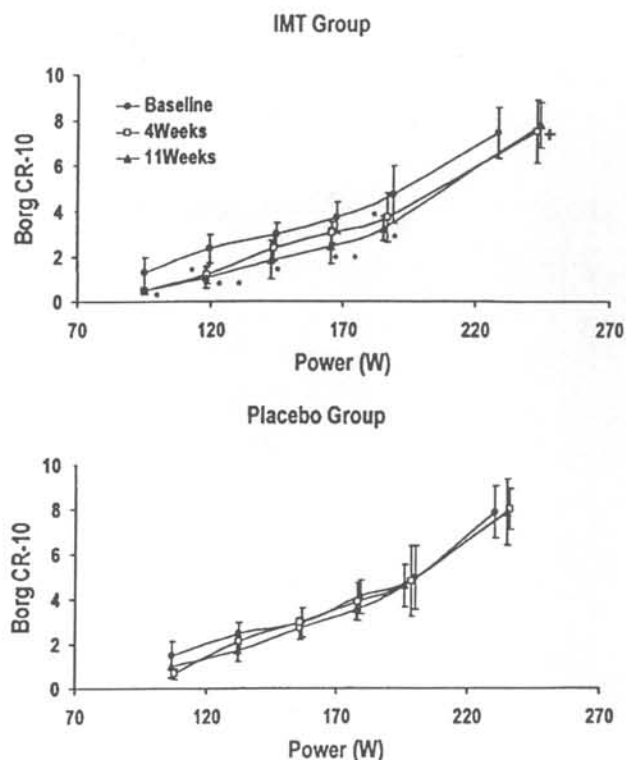 IMT Group
10
8
6
4
2
0
Borg CR-10
Baseline
4Weeks
11Weeks
+
70 120 170 220 270
Power (W)
Placebo Group
10
8
6
4
2
0
Borg CR-10
70 120 170 220 270
Power (W)